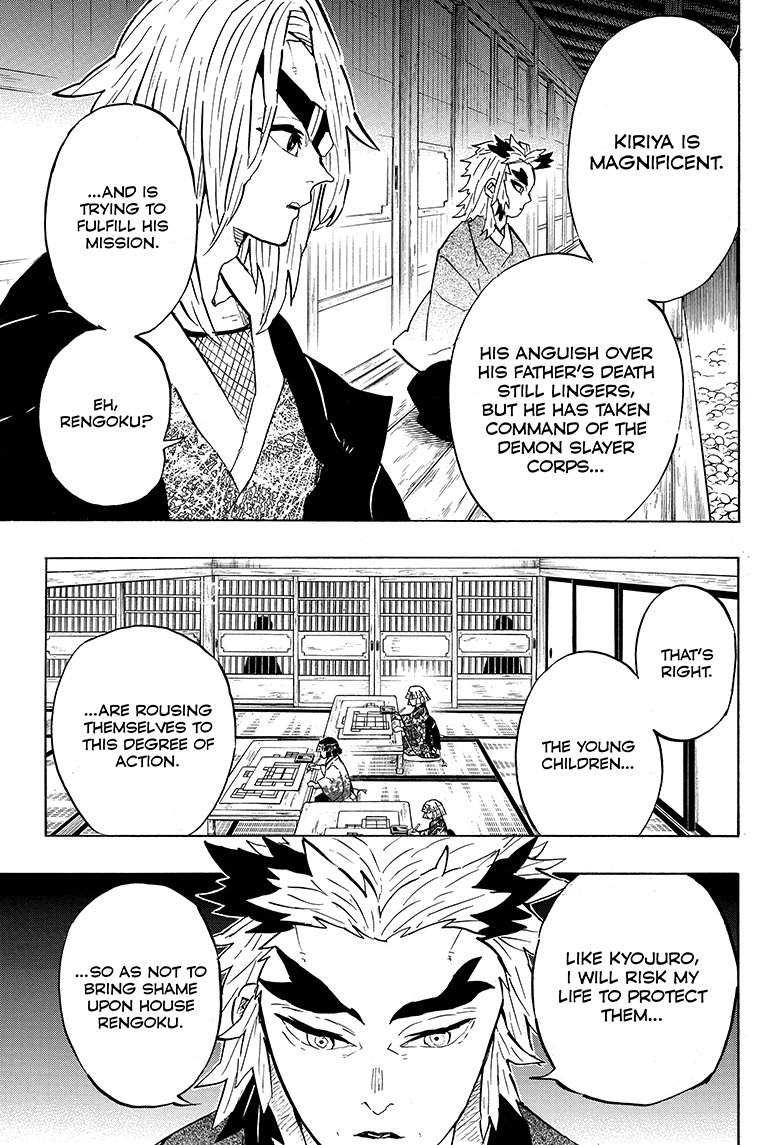 KIRIYA IS
MAGNIFICENT.
HIS ANGUISH OVER
HIS FATHER'S DEATH
STILL LINGERS,
BUT HE HAS TAKEN
COMMAND OF THE
DEMON SLAYER
CORPS...
...AND IS
TRYING TO
FULFILL HIS
MISSION.
EH,
RENGOKU?
THAT'S
RIGHT.
THE YOUNG
CHILDREN...
...ARE ROUSING
THEMSELVES TO
THIS DEGREE OF
ACTION.
LIKE KYOJURO,
I WILL RISK MY
LIFE TO PROTECT
THEM...
...SO AS NOT TO
BRING SHAME
UPON HOUSE
RENGOKU.